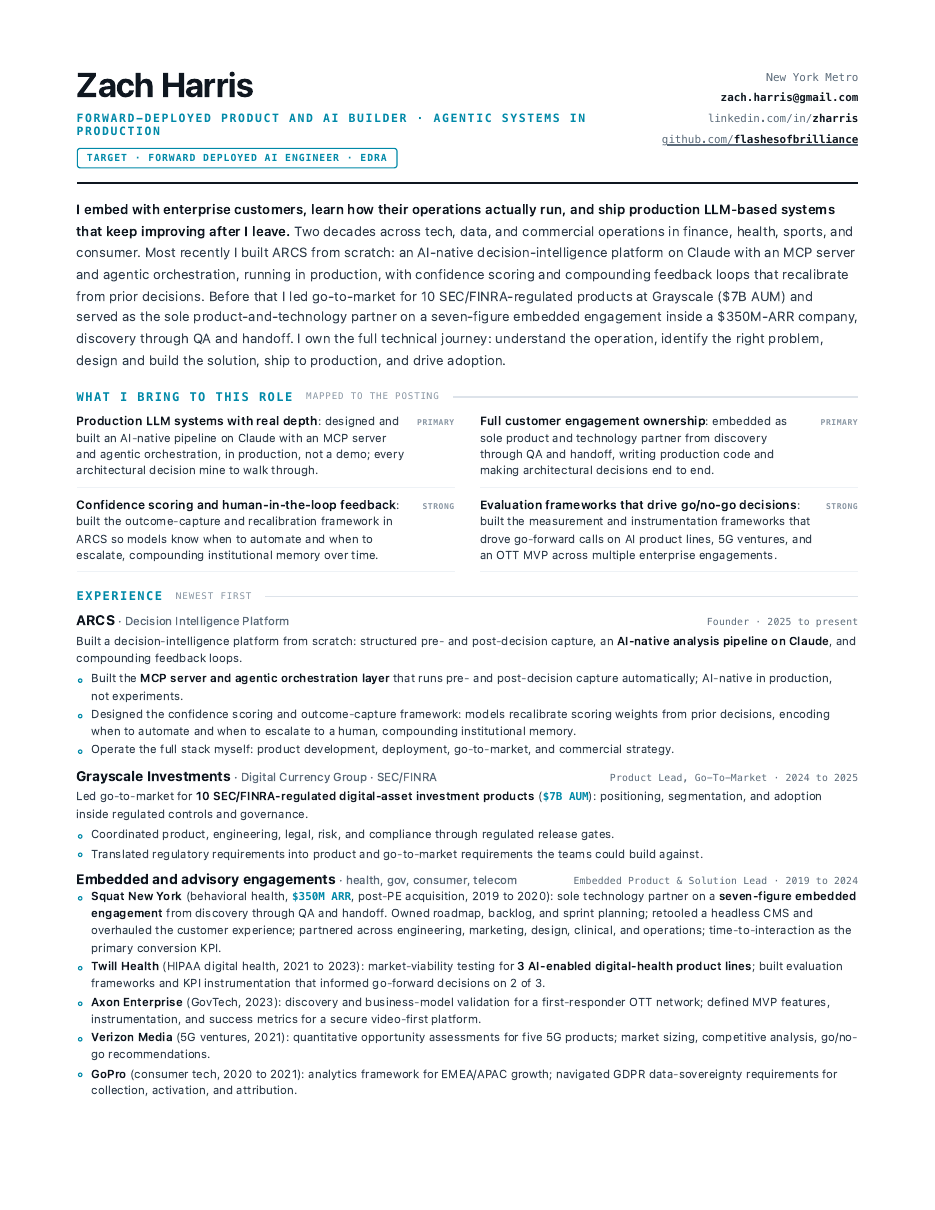 Zach Harris
New York Metro
zach.harris@gmail.com
linkedin.com/in/zharris
github.com/flashesofbrilliance
FORWARD-DEPLOYED PRODUCT AND AI BUILDER · AGENTIC SYSTEMS IN
PRODUCTION
TARGET · FORWARD DEPLOYED AI ENGINEER · EDRA
I embed with enterprise customers, learn how their operations actually run, and ship production LLM-based systems
that keep improving after I leave. Two decades across tech, data, and commercial operations in finance, health, sports, and
consumer. Most recently I built ARCS from scratch: an AI-native decision-intelligence platform on Claude with an MCP server
and agentic orchestration, running in production, with confidence scoring and compounding feedback loops that recalibrate
from prior decisions. Before that I led go-to-market for 10 SEC/FINRA-regulated products at Grayscale ($7B AUM) and
served as the sole product-and-technology partner on a seven-figure embedded engagement inside a $350M-ARR company,
discovery through QA and handoff. I own the full technical journey: understand the operation, identify the right problem,
design and build the solution, ship to production, and drive adoption.
WHAT I BRING TO THIS ROLE MAPPED TO THE POSTING
Production LLM systems with real depth: designed and PRIMARY
built an AI-native pipeline on Claude with an MCP server
and agentic orchestration, in production, not a demo; every
architectural decision mine to walk through.
Full customer engagement ownership: embedded as PRIMARY
sole product and technology partner from discovery
through QA and handoff, writing production code and
making architectural decisions end to end.
Confidence scoring and human-in-the-loop feedback: STRONG
built the outcome-capture and recalibration framework in
ARCS so models know when to automate and when to
escalate, compounding institutional memory over time.
Evaluation frameworks that drive go/no-go decisions: STRONG
built the measurement and instrumentation frameworks that
drove go-forward calls on AI product lines, 5G ventures, and
an OTT MVP across multiple enterprise engagements.
EXPERIENCE NEWEST FIRST
ARCS · Decision Intelligence Platform Founder · 2025 to present
Built a decision-intelligence platform from scratch: structured pre- and post-decision capture, an AI-native analysis pipeline on Claude, and
compounding feedback loops.
Built the MCP server and agentic orchestration layer that runs pre- and post-decision capture automatically; AI-native in production,
not experiments.
Designed the confidence scoring and outcome-capture framework: models recalibrate scoring weights from prior decisions, encoding
when to automate and when to escalate to a human, compounding institutional memory.
Operate the full stack myself: product development, deployment, go-to-market, and commercial strategy.
Grayscale Investments · Digital Currency Group · SEC/FINRA Product Lead, Go-To-Market · 2024 to 2025
Led go-to-market for 10 SEC/FINRA-regulated digital-asset investment products ($7B AUM): positioning, segmentation, and adoption
inside regulated controls and governance.
Coordinated product, engineering, legal, risk, and compliance through regulated release gates.
Translated regulatory requirements into product and go-to-market requirements the teams could build against.
Embedded and advisory engagements · health, gov, consumer, telecom Embedded Product & Solution Lead · 2019 to 2024
Squat New York (behavioral health, $350M ARR, post-PE acquisition, 2019 to 2020): sole technology partner on a seven-figure embedded
engagement from discovery through QA and handoff. Owned roadmap, backlog, and sprint planning; retooled a headless CMS and
overhauled the customer experience; partnered across engineering, marketing, design, clinical, and operations; time-to-interaction as the
primary conversion KPI.
Twill Health (HIPAA digital health, 2021 to 2023): market-viability testing for 3 AI-enabled digital-health product lines; built evaluation
frameworks and KPI instrumentation that informed go-forward decisions on 2 of 3.
Axon Enterprise (GovTech, 2023): discovery and business-model validation for a first-responder OTT network; defined MVP features,
instrumentation, and success metrics for a secure video-first platform.
Verizon Media (5G ventures, 2021): quantitative opportunity assessments for five 5G products; market sizing, competitive analysis, go/no-
go recommendations.
GoPro (consumer tech, 2020 to 2021): analytics framework for EMEA/APAC growth; navigated GDPR data-sovereignty requirements for
collection, activation, and attribution.